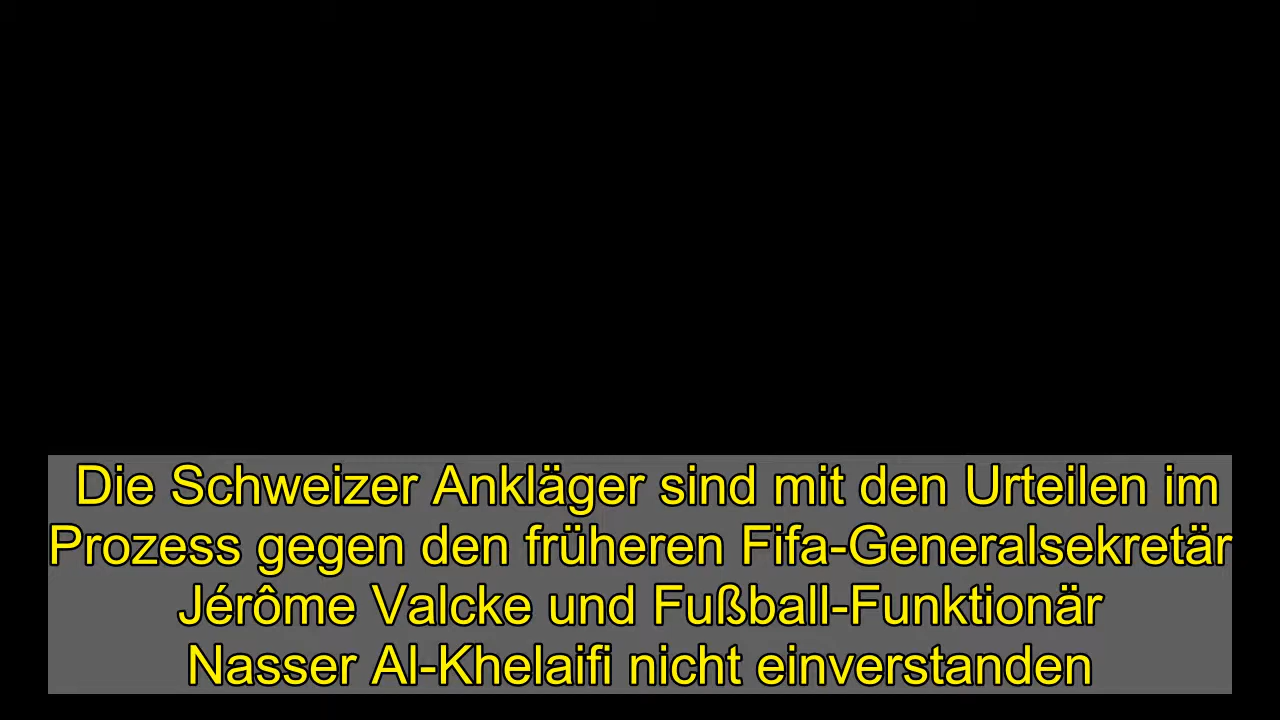 Die Schweizer Ankläger sind mit den Urteilen im
Prozess gegen den früheren Fifa-Generalsekretär
Jérôme Valcke und Fußball-Funktionär
Nasser Al-Khelaifi nicht einverstanden